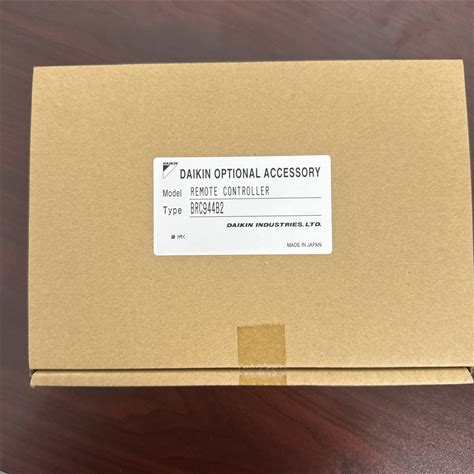 DAIKIN
DAIKIN OPTIONAL ACCESSORY
Model REMOTE CONTROLLER
Type BRC944B2
DAIKIN INDUSTRIES, LTD.
MADE IN JAPAN